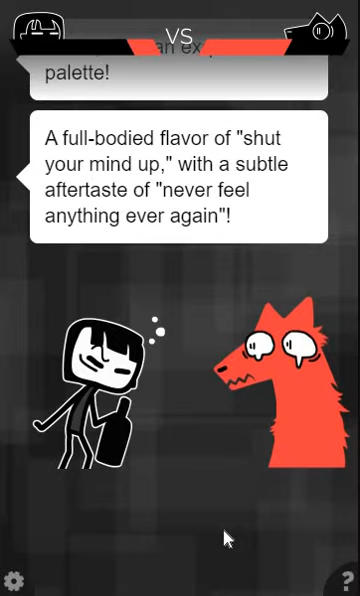 VS
palette!
A full-bodied flavor of "shut
your mind up," with a subtle
aftertaste of "never feel
anything ever again"!
?